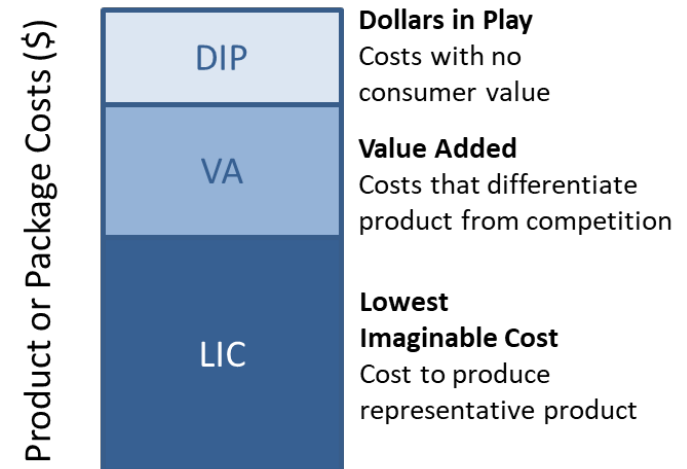 Product or Package Costs ($)
DIP
Dollars in Play
Costs with no
consumer value
VA
Value Added
Costs that differentiate
product from competition
LIC
Lowest
Imaginable Cost
Cost to produce
representative product